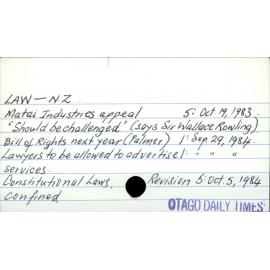 LAW — NZ
Matai Industries appeal 5: Oct 19, 1983.
"Should be challenged" (says Sir Wallace Rowling)
Bill of Rights next year (Palmer) 1: Sep. 29, 1984.
Lawyers to be allowed to advertise 1: " " "
services.
Constitutional Laws. Revision 5: Oct. 5, 1984
Confined
OTAGO DAILY TIMES